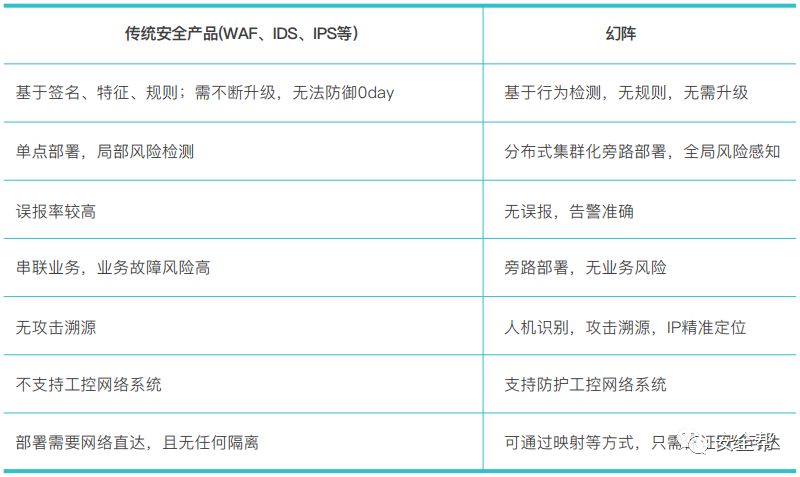 传统安全产品(WAF、IDS、IPS等) 幻阵
基于签名、特征、规则；需不断升级，无法防御0day 基于行为检测，无规则，无需升级
单点部署，局部风险检测 分布式集群化旁路部署，全局风险感知
误报率较高 无误报，告警准确
串联业务，业务故障风险高 旁路部署，无业务风险
无攻击溯源 人机识别，攻击溯源，IP精准定位
不支持工控网络系统 支持防护工控网络系统
部署需要网络直达，且无任何隔离 可通过映射等方式，只需 达
安全帮